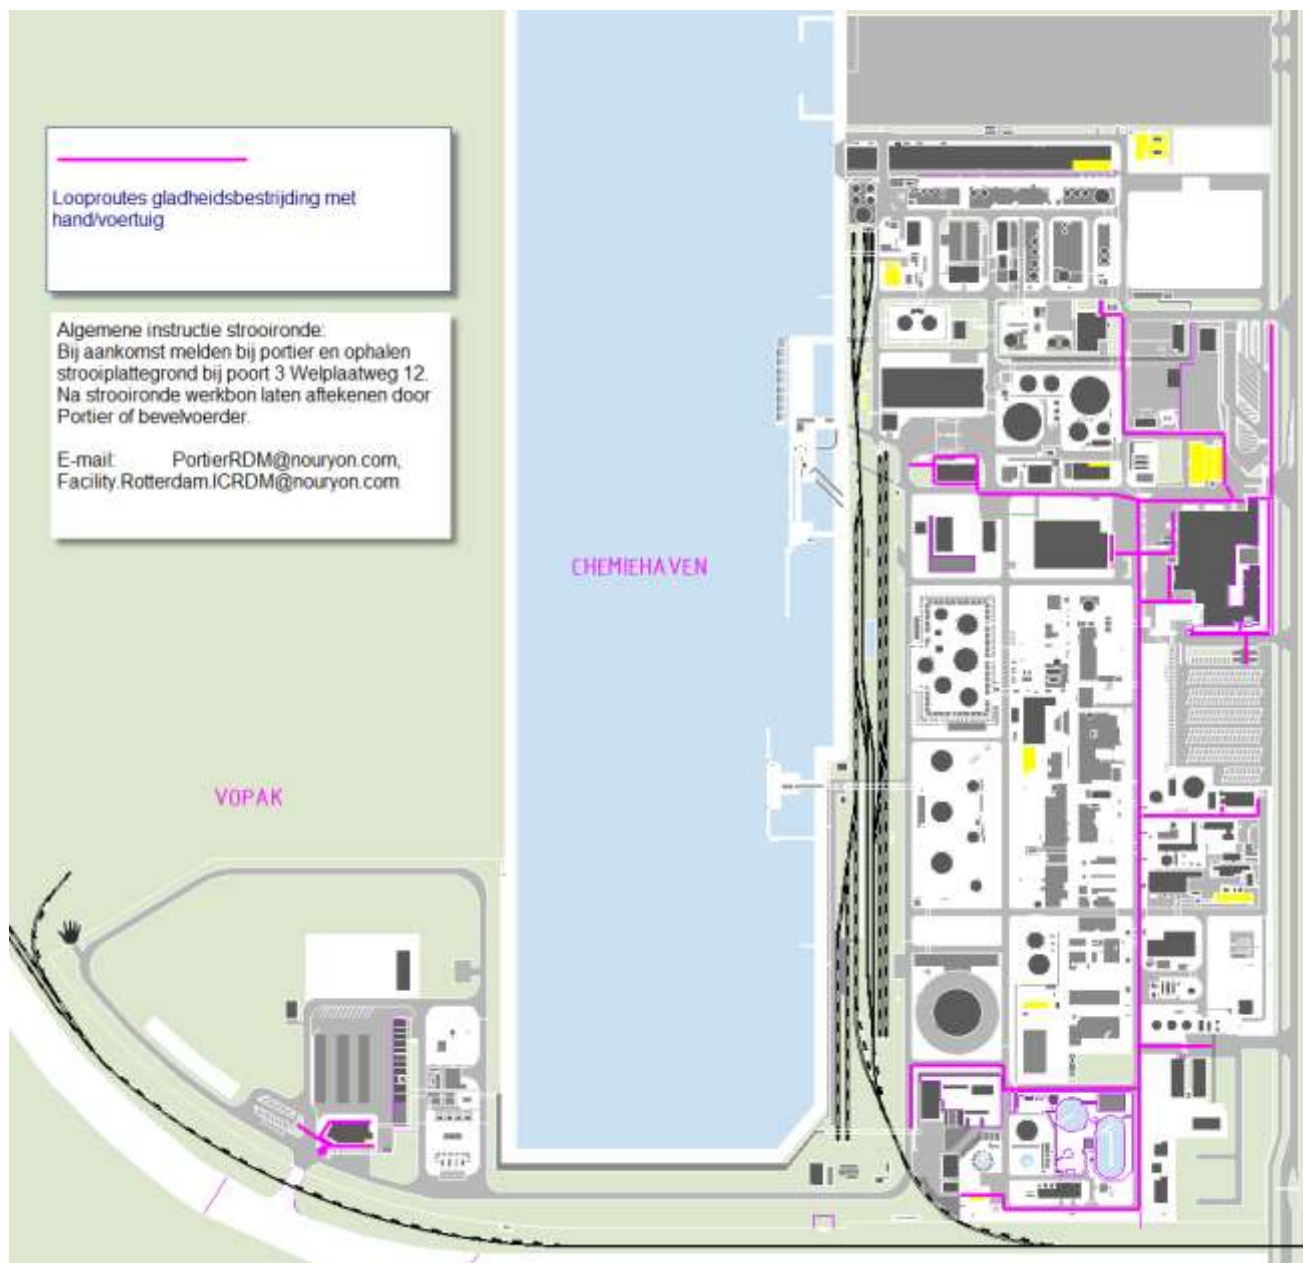 Looproutes gladheidsbestrijding met
hand/voertuig
Algemene instructie strooironde:
Bij aankomst melden bij portier en ophalen
strooiplattegrond bij poort 3 Welplaatweg 12.
Na strooironde werkbon laten aftekenen door
Portier of bevelvoerder.
E-mail: PortierRDM@nouryon.com,
Facility.Rotterdam.ICRDM@nouryon.com
CHEMIEHAVEN
VOPAK